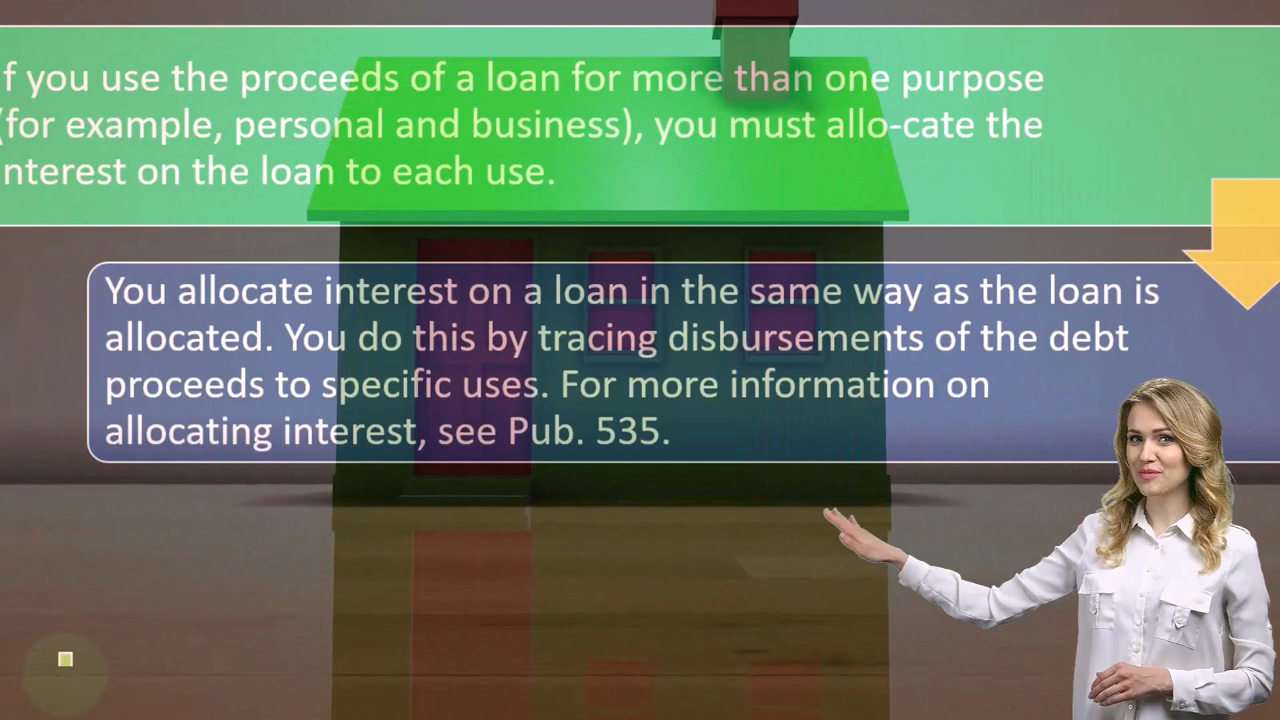 f you use the proceeds of a loan for more than one purpose
(for example, personal and business), you must allo-cate the
nterest on the loan to each use.
You allocate interest on a loan in the same way as the loan is
allocated. You do this by tracing disbursements of the debt
proceeds to specific uses. For more information on
allocating interest, see Pub. 535.